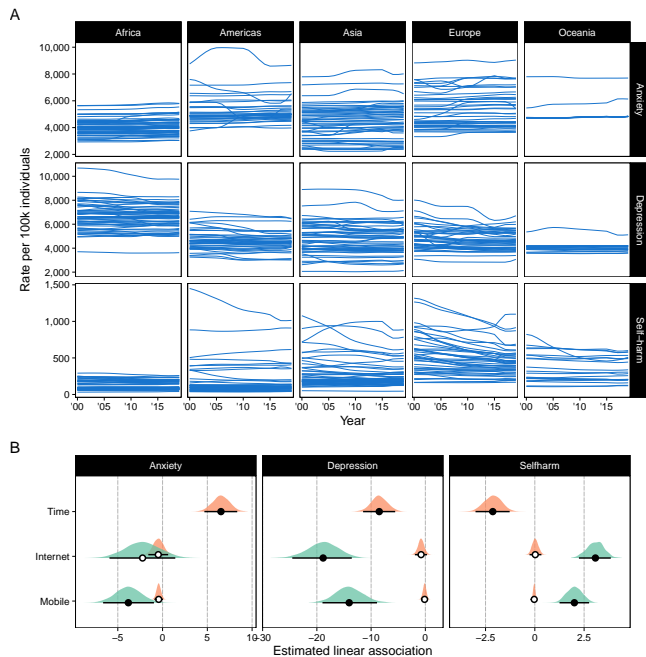 A
Africa Americas Asia Europe Oceania
10,000
8,000
6,000
4,000
2,000
Anxiety
10,000
8,000
6,000
4,000
2,000
Depression
1,500
1,000
500
0
Self−harm
Rate per 100k individuals
'00 '05 '10 '15 '00 '05 '10 '15 '00 '05 '10 '15 '00 '05 '10 '15 '00 '05 '10 '15
Year
B
Anxiety Depression Selfharm
Time
Internet
Mobile
−5 0 5 10 −30 −20 −10 0 −2.5 0 2.5
Estimated linear association